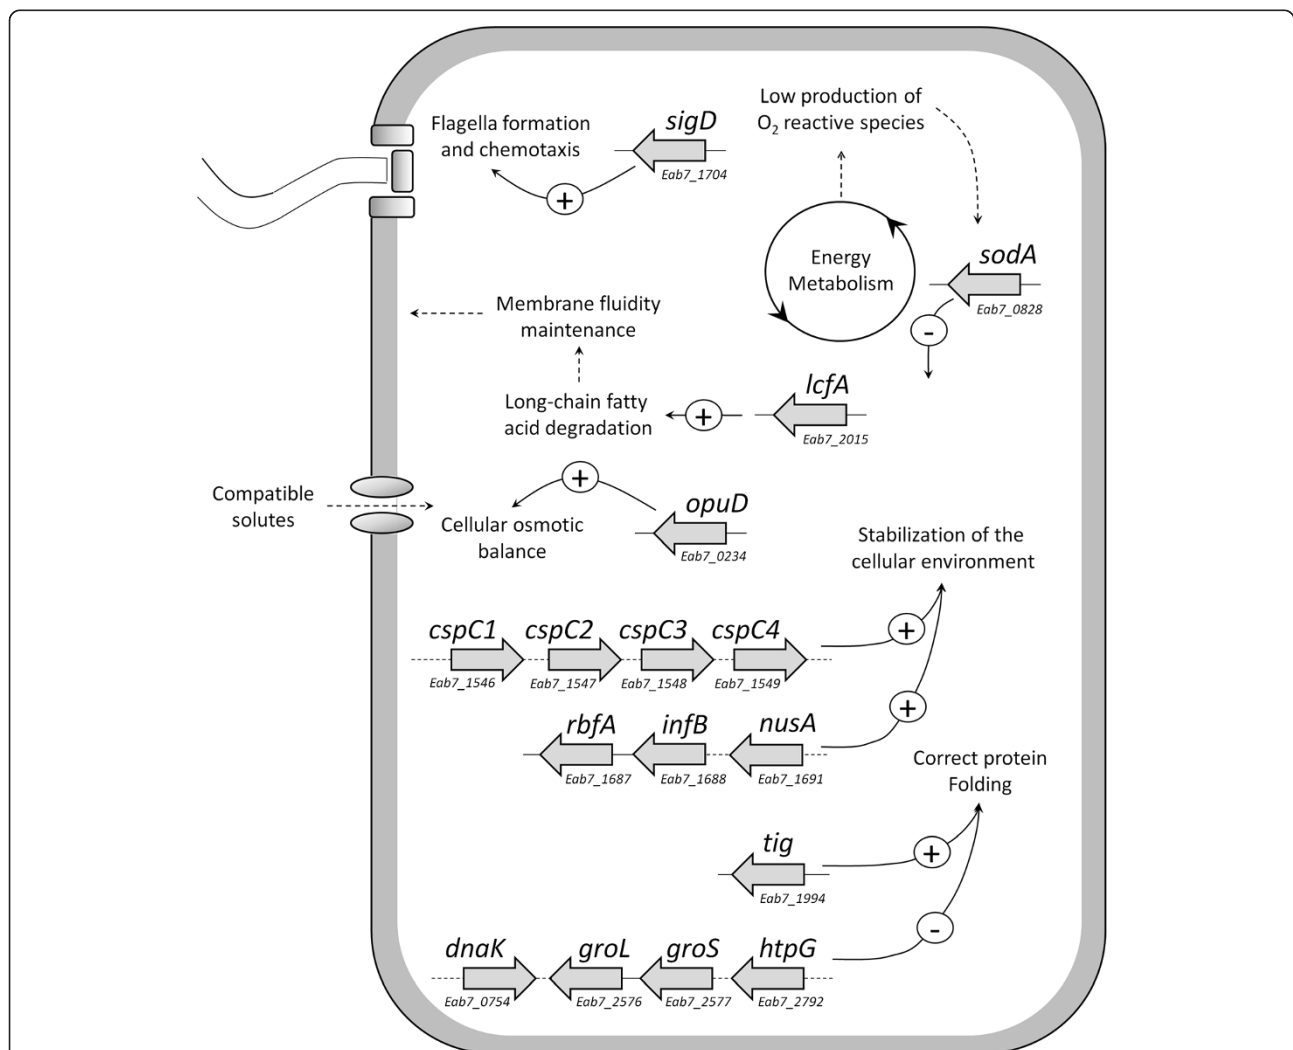 Low production of
O2 reactive species
Flagella formation
and chemotaxis
sigD
Eab7_1704
+
Energy
Metabolism
sodA
Eab7_0828
-
Membrane fluidity
maintenance
Long-chain fatty
acid degradation
+
lcfA
Eab7_2015
Compatible
solutes
+
Cellular osmotic
balance
opuD
Eab7_0234
Stabilization of the
cellular environment
cspC1 cspC2 cspC3 cspC4
Eab7_1546 Eab7_1547 Eab7_1548 Eab7_1549
+
rbfA infB nusA
Eab7_1687 Eab7_1688 Eab7_1691
+
Correct protein
Folding
tig
Eab7_1994
+
-
dnaK groL groS htpG
Eab7_0754 Eab7_2576 Eab7_2577 Eab7_2792